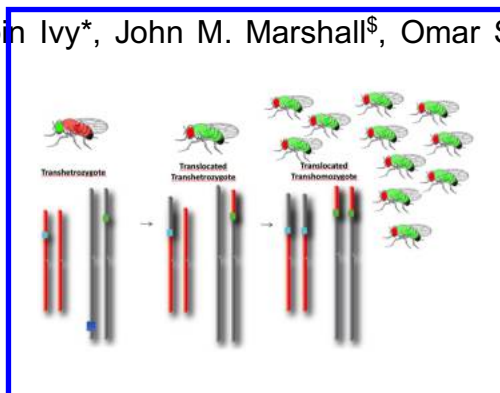 Ivy*, John M. Marshall$, Omar S
Transhetrozygote
Translocated
Transhetrozygote
Translocated
Transhomozygote